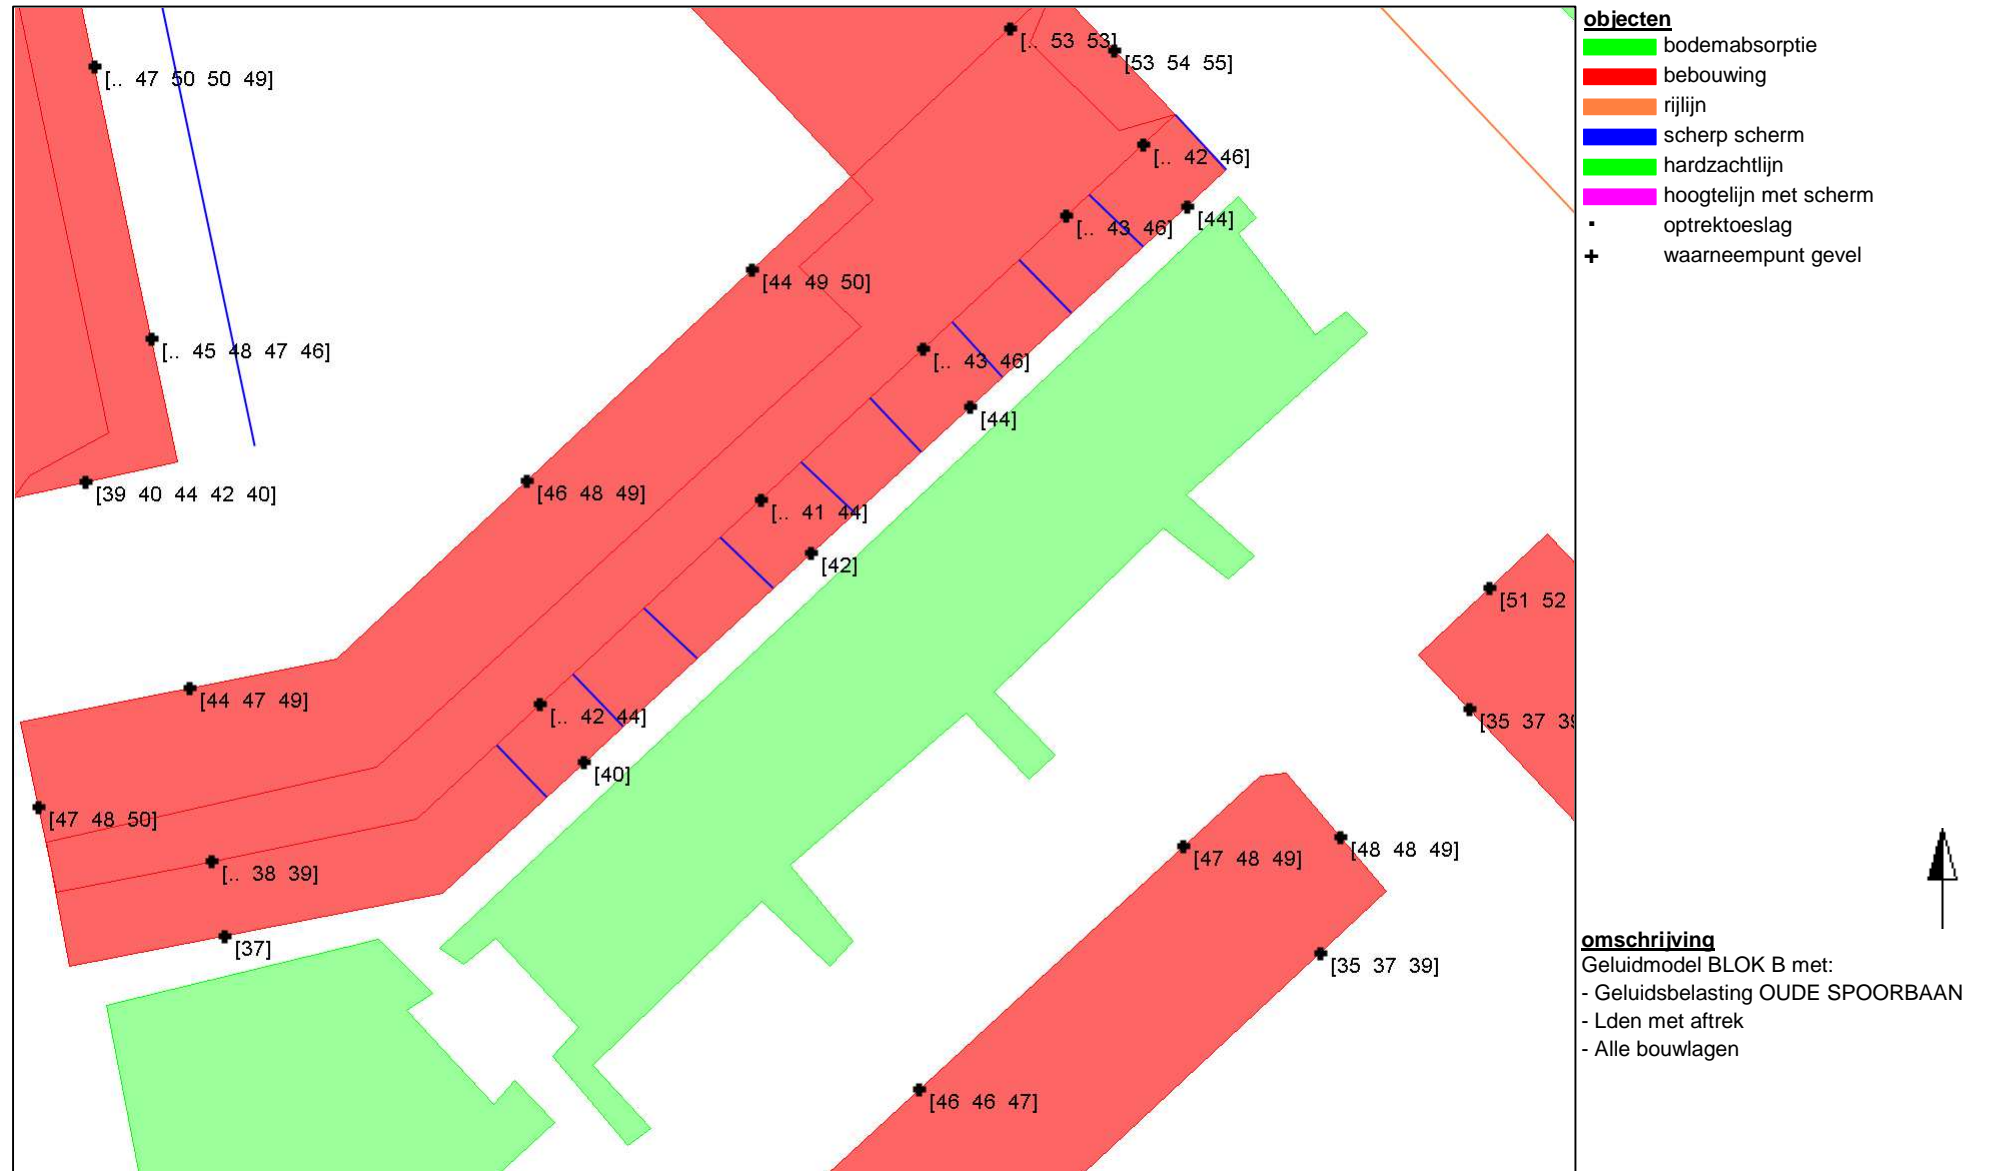 [.. 53 53]
[53 54 55]
[.. 47 50 50 49]
[.. 42 46]
[.. 43 46]
[44]
[44 49 50]
[.. 45 48 47 46]
[.. 43 46]
[44]
[39 40 44 42 40]
[46 48 49]
[.. 41 44]
[42]
[51 52
[44 47 49]
[.. 42 44]
[35 37 39
[40]
[47 48 50]
[47 48 49]
[48 48 49]
[.. 38 39]
[37]
[35 37 39]
[46 46 47]
objecten
bodemabsorptie
bebouwing
rijlijn
scherp scherm
hardzachtlijn
hoogtelijn met scherm
optrektoeslag
waarneempunt gevel
omschrijving
Geluidmodel BLOK B met:
- Geluidsbelasting OUDE SPOORBAAN
- Lden met aftrek
- Alle bouwlagen